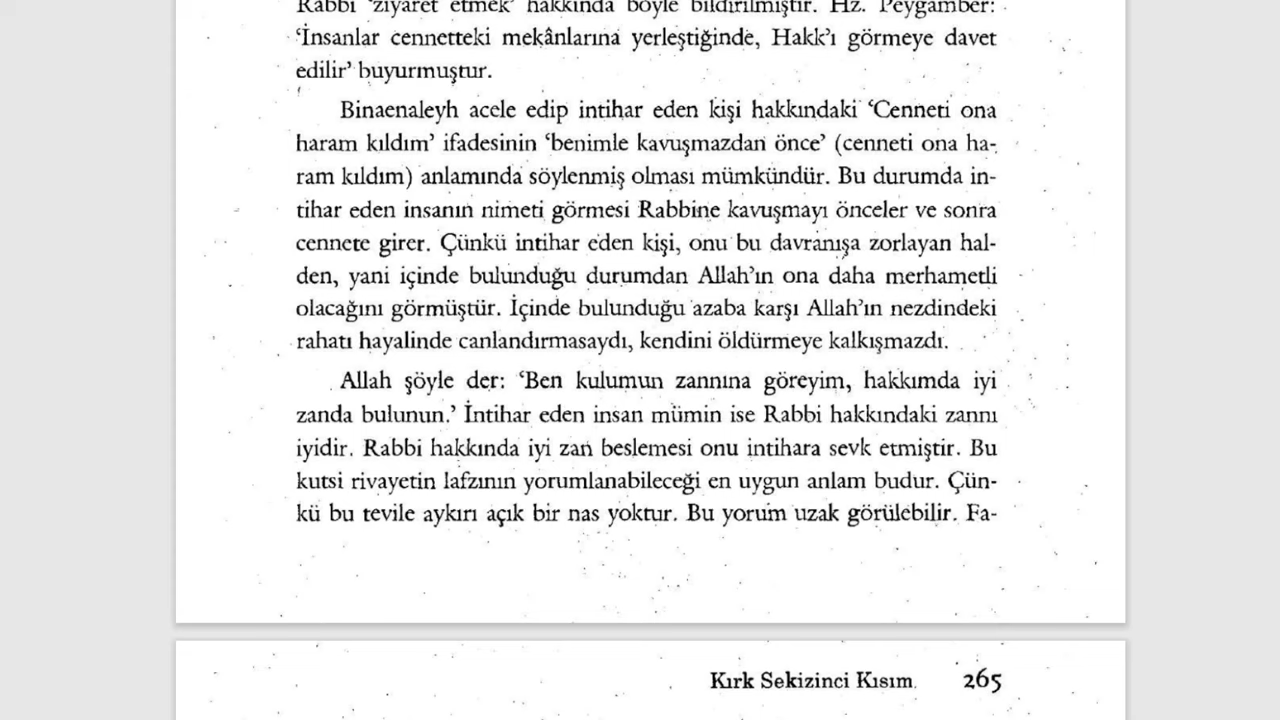 Rabbi ‘ziyaret etmek’ hakkında böyle bildirilmiştir. Hz. Peygamber:
‘İnsanlar cennetteki mekânlarına yerleştiğinde, Hakk’ı görmeye davet
edilir’ buyurmuştur.
Binaenaleyh acele edip intihar eden kişi hakkındaki ‘Cenneti ona
haram kıldım’ ifadesinin ‘benimle kavuşmazdan önce’ (cenneti ona ha-
ram kıldım) anlamında söylenmiş olması mümkündür. Bu durumda in-
tihar eden insanın nimeti görmesi Rabbine kavuşmayı önceler ve sonra
cennete girer. Çünkü intihar eden kişi, onu bu davranışa zorlayan hal-
den, yani içinde bulunduğu durumdan Allah’ın ona daha merhametli
olacağını görmüştür. İçinde bulunduğu azaba karşı Allah’ın nezdindeki
rahatı hayalinde canlandırmasaydı, kendini öldürmeye kalkışmazdı.
Allah şöyle der: ‘Ben kulumun zannına göreyim, hakkımda iyi
zanda bulunun.’ İntihar eden insan mümin ise Rabbi hakkındaki zannı
iyidir. Rabbi hakkında iyi zan beslemesi onu intihara sevk etmiştir. Bu
kutsi rivayetin lafzının yorumlanabileceği en uygun anlam budur. Çün-
kü bu tevile aykırı açık bir nas yoktur. Bu yorum uzak görülebilir. Fa-
Kırk Sekizinci Kısım 265